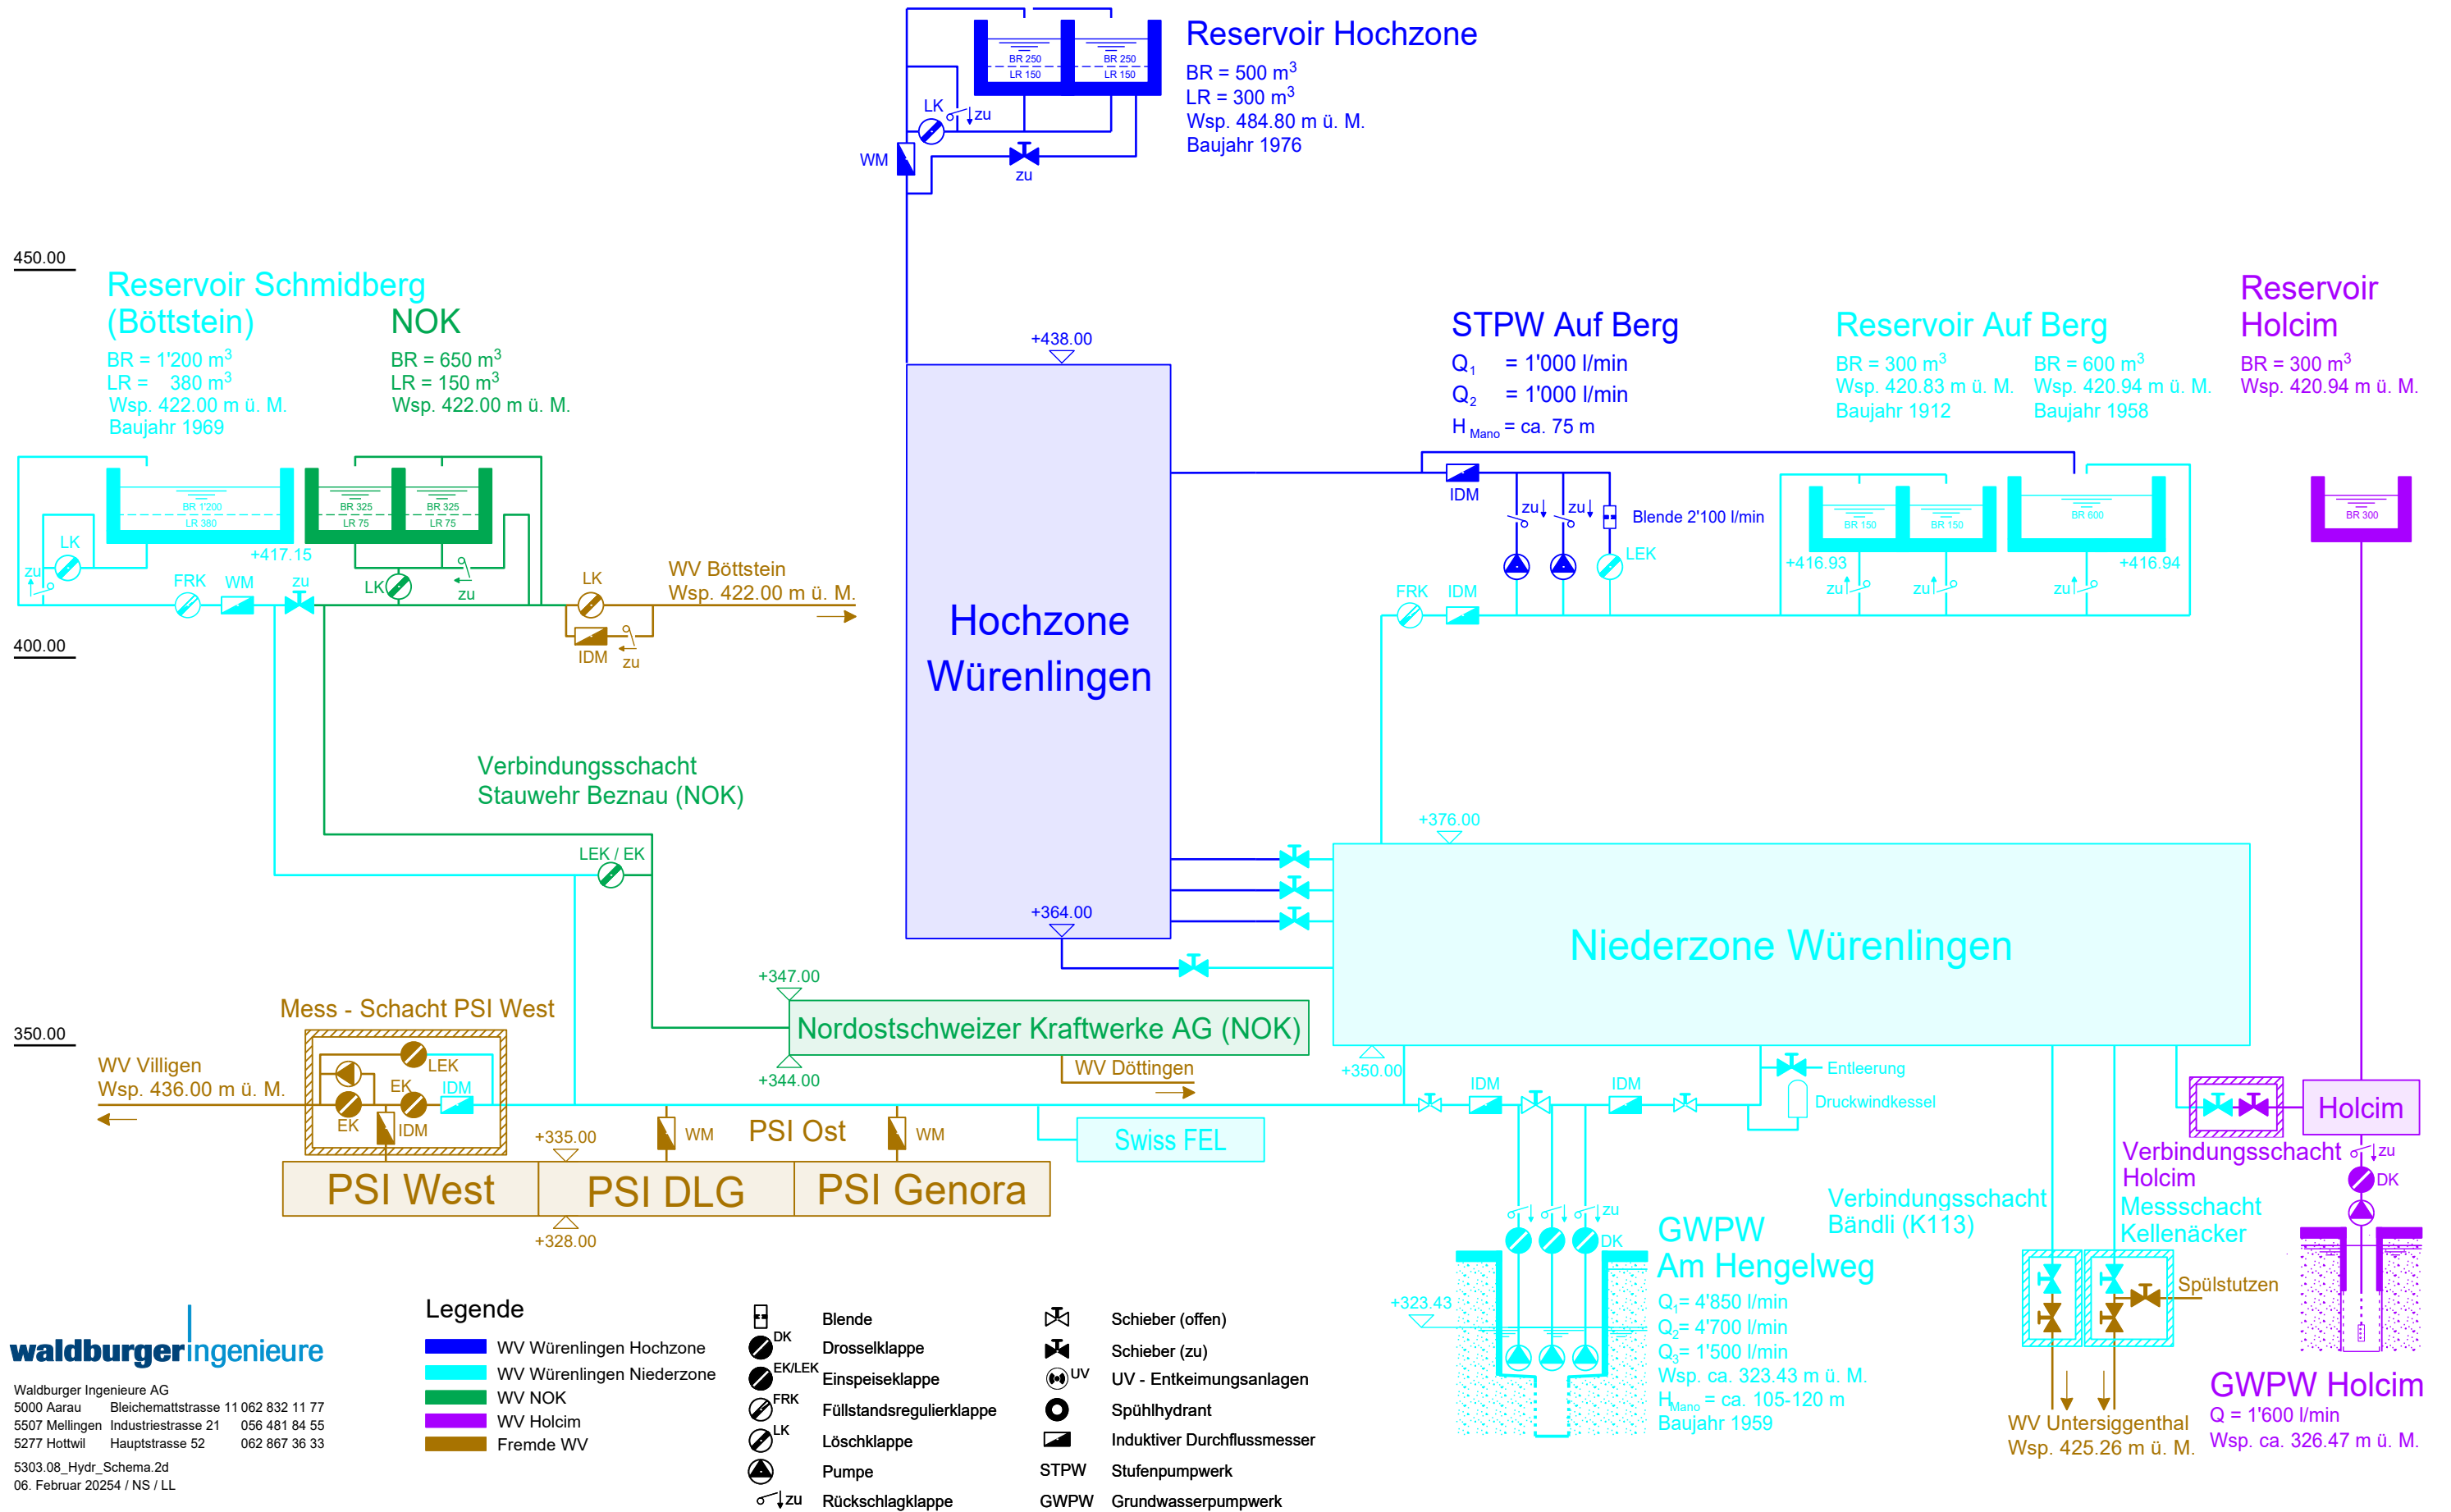 Reservoir Hochzone
BR = 500 m³
LR = 300 m³
Wsp. 484.80 m ü. M.
Baujahr 1976
BR 250
LR 150
BR 250
LR 150
LK
zu
WM
zu
450.00
400.00
350.00
Reservoir Schmidberg
(Böttstein)
BR = 1'200 m³
LR = 380 m³
Wsp. 422.00 m ü. M.
Baujahr 1969
NOK
BR = 650 m³
LR = 150 m³
Wsp. 422.00 m ü. M.
BR 1'200
LR 380
BR 325
LR 75
BR 325
LR 75
+417.15
LK
zu
FRK
WM
zu
LK
zu
LK
IDM
zu
WV Böttstein
Wsp. 422.00 m ü. M.
+438.00
Hochzone
Würenlingen
+364.00
STPW Auf Berg
Q1 = 1'000 l/min
Q2 = 1'000 l/min
H Mano = ca. 75 m
IDM
zu
zu
Blende 2'100 l/min
LEK
FRK
IDM
Reservoir Auf Berg
BR = 300 m³
Wsp. 420.83 m ü. M.
Baujahr 1912
BR = 600 m³
Wsp. 420.94 m ü. M.
Baujahr 1958
BR 150
BR 150
BR 600
+416.93
+416.94
zu
zu
zu
Reservoir
Holcim
BR = 300 m³
Wsp. 420.94 m ü. M.
BR 300
Verbindungsschacht
Stauwehr Beznau (NOK)
LEK / EK
+376.00
Niederzone Würenlingen
+350.00
+347.00
Nordostschweizer Kraftwerke AG (NOK)
+344.00
WV Döttingen
Mess - Schacht PSI West
WV Villigen
Wsp. 436.00 m ü. M.
LEK
EK
IDM
EK
IDM
+335.00
WM
PSI Ost
WM
PSI West
PSI DLG
PSI Genora
+328.00
Swiss FEL
IDM
IDM
Entleerung
Druckwindkessel
zu
DK
+323.43
GWPW
Am Hengelweg
Q1= 4'850 l/min
Q2= 4'700 l/min
Q3= 1'500 l/min
Wsp. ca. 323.43 m ü. M.
HMano = ca. 105-120 m
Baujahr 1959
Verbindungsschacht
Bändli (K113)
Holcim
Verbindungsschacht
Holcim
zu
DK
Messschacht
Kellenäcker
Spülstutzen
WV Untersiggenthal
Wsp. 425.26 m ü. M.
GWPW Holcim
Q = 1'600 l/min
Wsp. ca. 326.47 m ü. M.
waldburgeringenieure
Waldburger Ingenieure AG
5000 Aarau Bleichemattstrasse 11 062 832 11 77
5507 Mellingen Industriestrasse 21 056 481 84 55
5277 Hottwil Hauptstrasse 52 062 867 36 33
5303.08_Hydr_Schema.2d
06. Februar 20254 / NS / LL
Legende
WV Würenlingen Hochzone
WV Würenlingen Niederzone
WV NOK
WV Holcim
Fremde WV
Blende
DK Drosselklappe
EK/LEK Einspeiseklappe
FRK Füllstandsregulierklappe
LK Löschklappe
Pumpe
zu Rückschlagklappe
Schieber (offen)
Schieber (zu)
UV UV - Entkeimungsanlagen
Spühlhydrant
Induktiver Durchflussmesser
STPW Stufenpumpwerk
GWPW Grundwasserpumpwerk